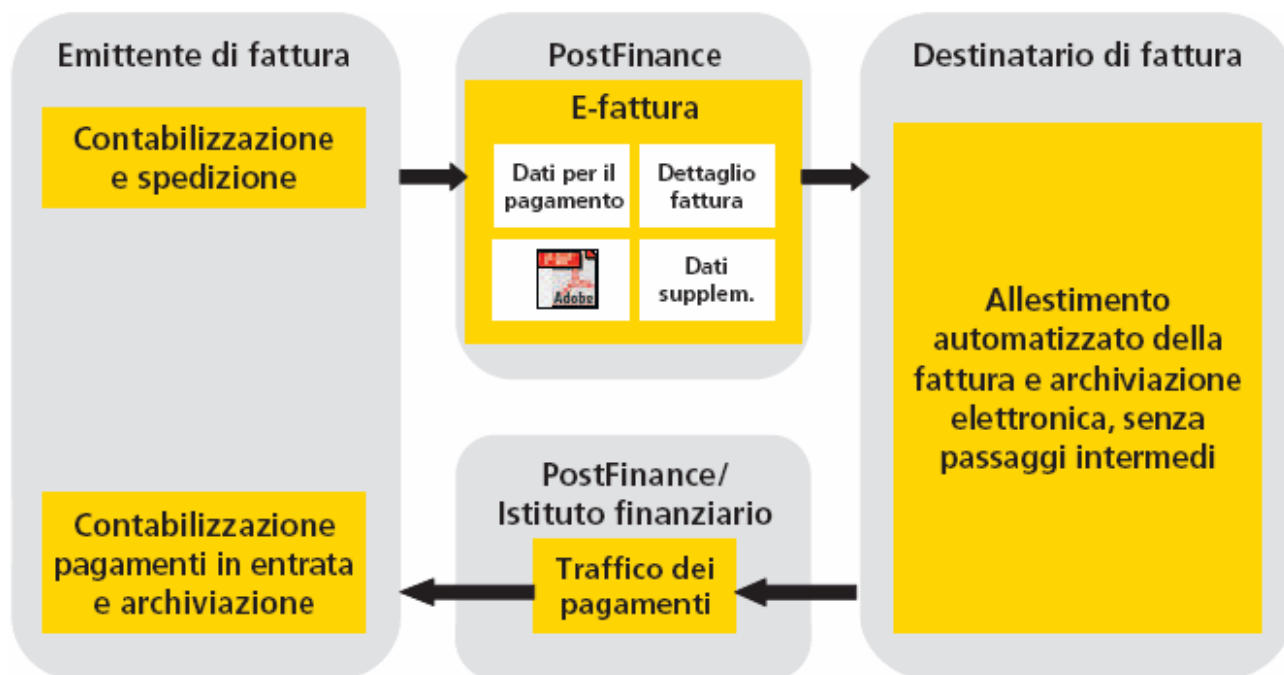 Emittente di fattura
Contabilizzazione
e spedizione
Contabilizzazione
pagamenti in entrata
e archiviazione
PostFinance
E-fattura
Dati per il
pagamento
Dettaglio
fattura
PDF
Adobe
Dati
supplem.
PostFinance/
Istituto finanziario
Traffico dei
pagamenti
Destinatario di fattura
Allestimento
automatizzato della
fattura e archiviazione
elettronica, senza
passaggi intermedi